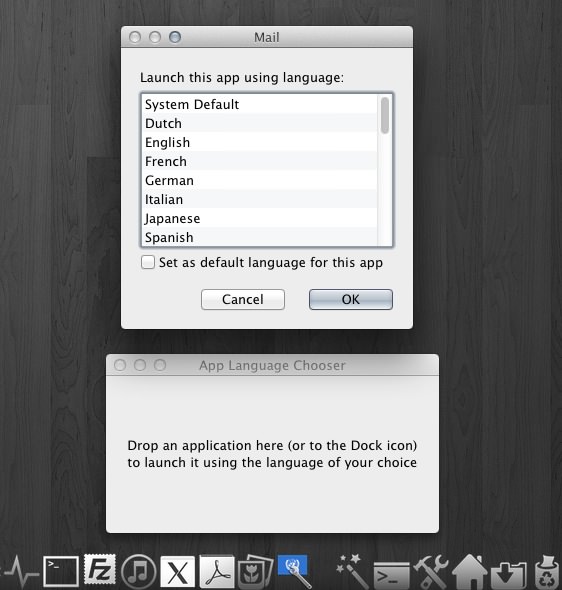 Mail
Launch this app using language:
System Default
Dutch
English
French
German
Italian
Japanese
Spanish
Set as default language for this app
Cancel
OK
App Language Chooser
Drop an application here (or to the Dock icon)
to launch it using the language of your choice
>_
FZ
X
>_